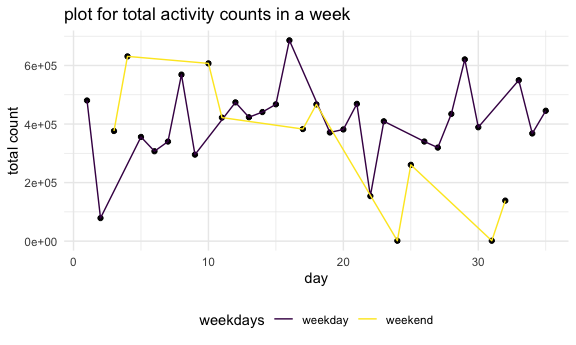 plot for total activity counts in a week
total count
6e+05
4e+05
2e+05
0e+00
0 10 20 30
day
weekdays weekday weekend